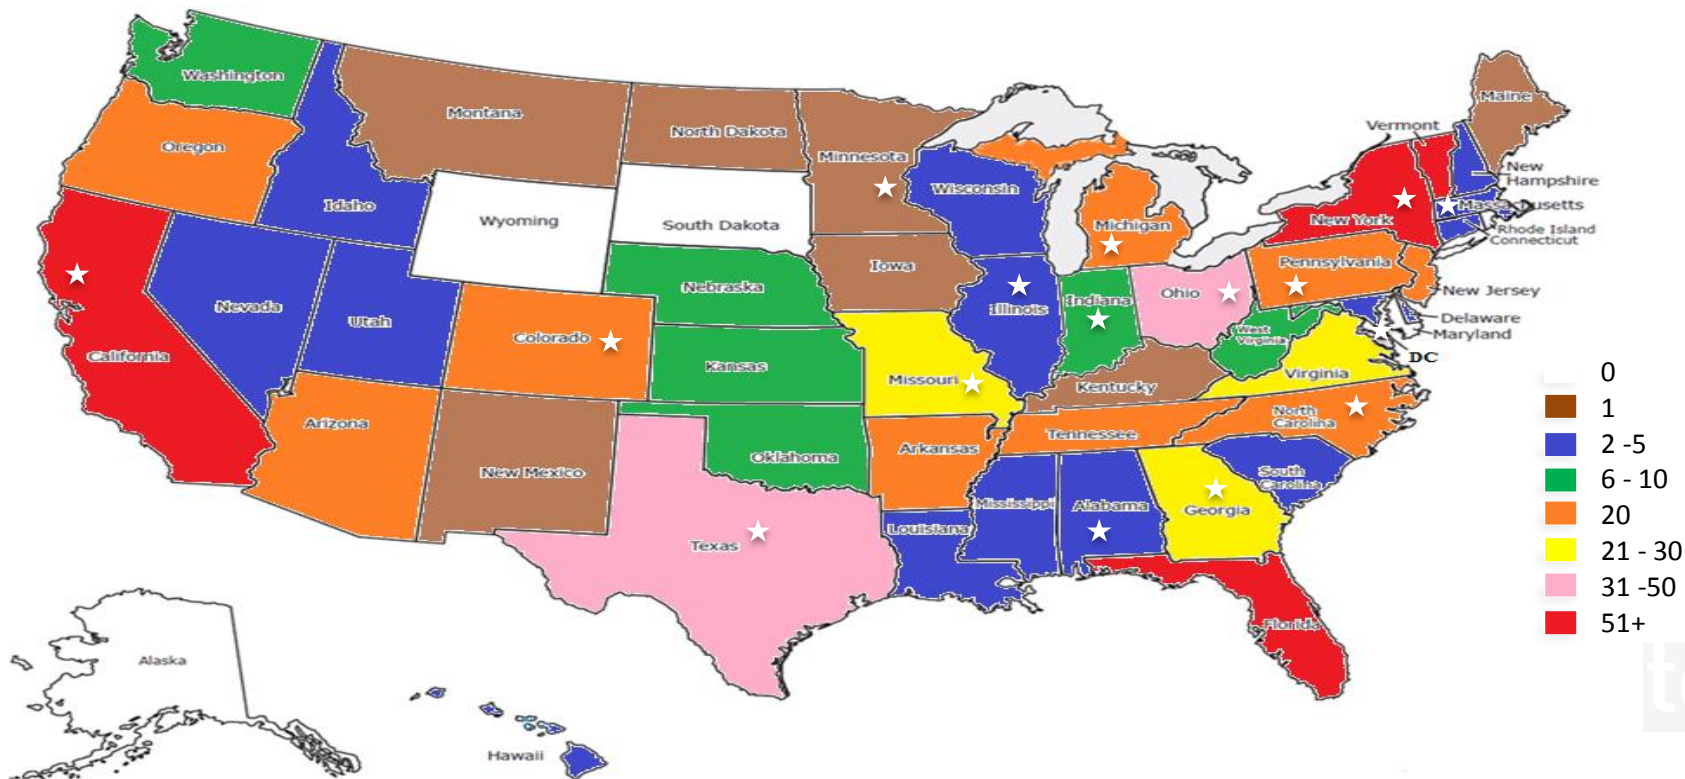 Washington
Montana
North Dakota
Minnesota
Maine
Vermont
Oregon
Idaho
Wyoming
South Dakota
Wisconsin
Michigan
New York
New
Hampshire
Massachusetts
Rhode Island
Connecticut
Iowa
Nebraska
Pennsylvania
New Jersey
Nevada
Utah
Colorado
Illinois
Indiana
Ohio
West
Virginia
Delaware
Maryland
DC
California
Kansas
Missouri
Kentucky
Virginia
Arizona
New Mexico
Oklahoma
Arkansas
Tennessee
North
Carolina
South
Carolina
Texas
Louisiana
Mississippi
Alabama
Georgia
Florida
Alaska
Hawaii
0
1
2 -5
6 - 10
20
21 - 30
31 -50
51+